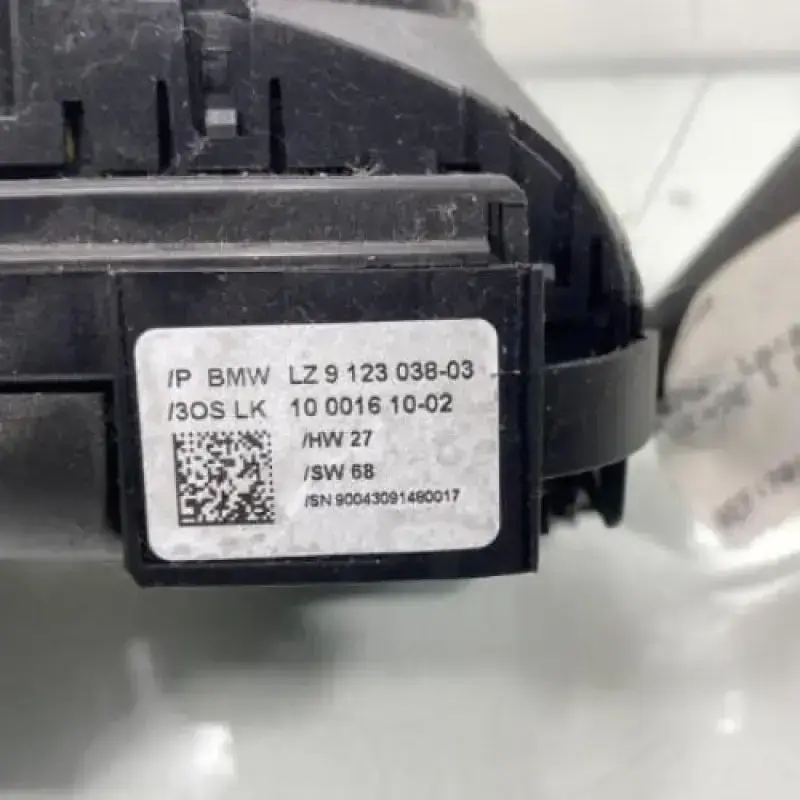 /P BMW LZ 9 123 038-03
/3OS LK 10 0016 10-02
/HW 27
/SW 68
/SN 90043091480017